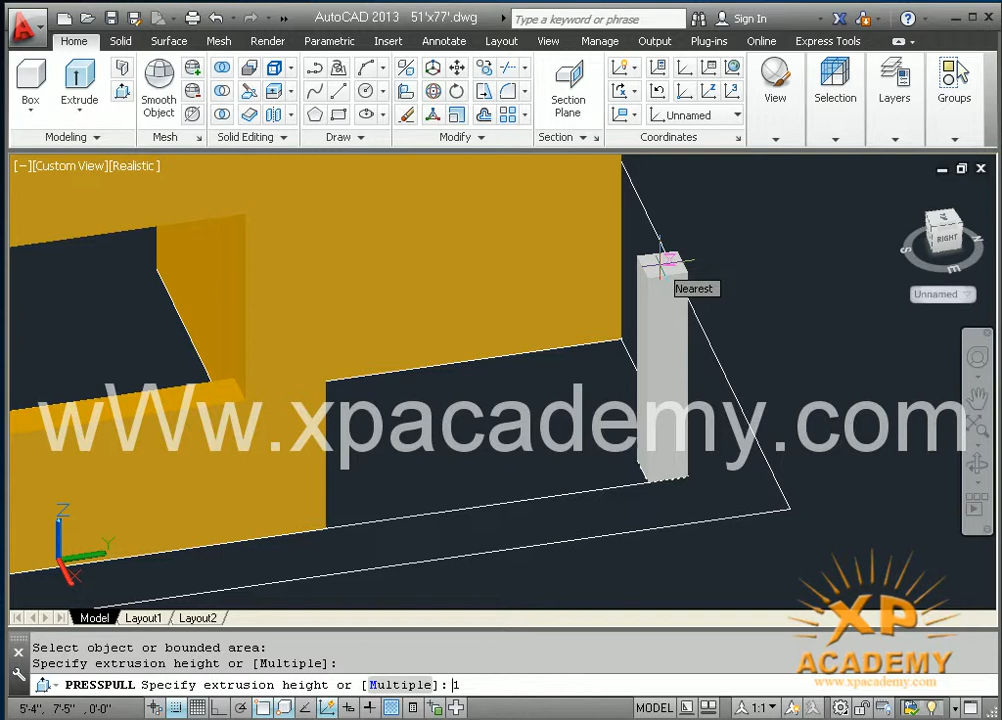 AutoCAD 2013 51'x77'.dwg
Type a keyword or phrase
Sign In
Home Solid Surface Mesh Render Parametric Insert Annotate Layout View Manage Output Plug-ins Online Express Tools
Box
Extrude
Smooth Object
Section Plane
Unnamed
View
Selection
Layers
Groups
Modeling Mesh Solid Editing Draw Modify Section Coordinates
[−][Custom View][Realistic]
RIGHT
S
N
E
Unnamed
Nearest
wWw.xpacademy.com
Z
Y
X
Model Layout1 Layout2
Select object or bounded area:
Specify extrusion height or [Multiple]:
PRESSPULL Specify extrusion height or [Multiple]: 1
XP
ACADEMY
www.xpacademy.com
5'-4", 7'-5", 0'-0"
MODEL
1:1